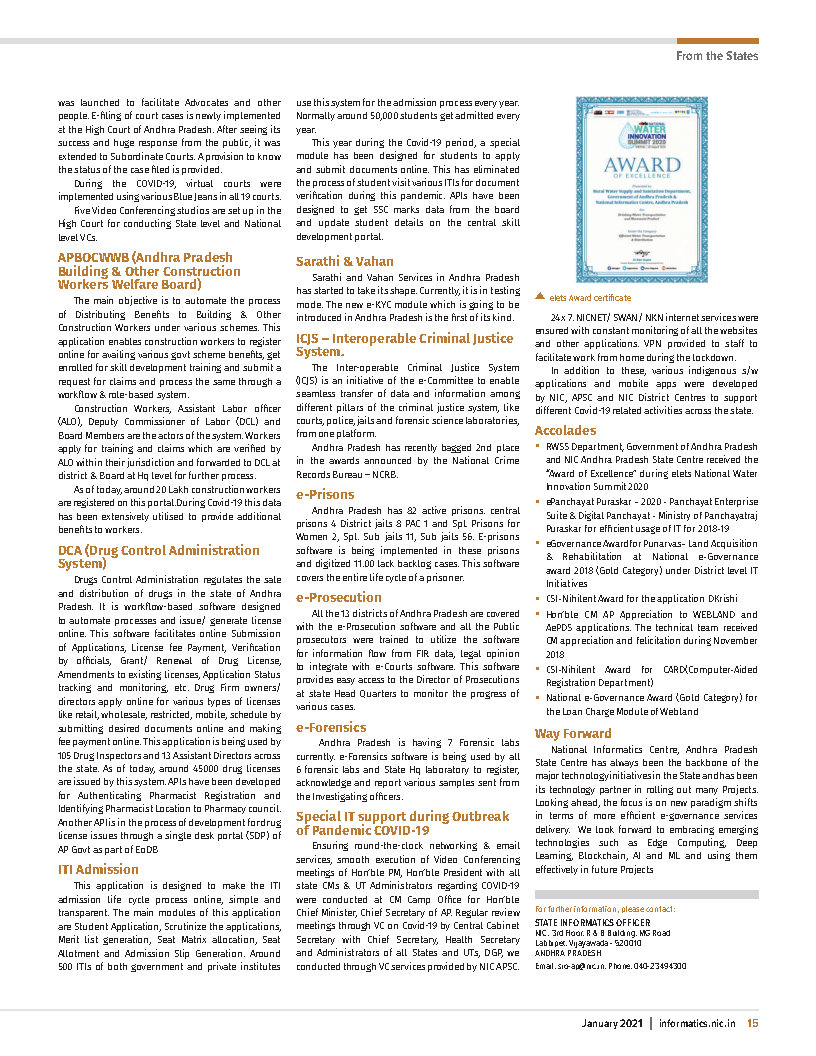 From the States
was launched to facilitate Advocates and other
people. E-filing of court cases is newly implemented
at the High Court of Andhra Pradesh. After seeing its
success and huge response from the public, it was
extended to Subordinate Courts. A provision to know
the status of the case filed is provided.
During the COVID-19, virtual courts were
implemented using various Blue Jeans in all 19 courts.
Five Video Conferencing studios are set up in the
High Court for conducting State level and National
level VCs.
APBOCWWB (Andhra Pradesh
Building & Other Construction
Workers Welfare Board)
The main objective is to automate the process
of Distributing Benefits to Building & Other
Construction Workers under various schemes. This
application enables construction workers to register
online for availing various govt scheme benefits, get
enrolled for skill development training and submit a
request for claims and process the same through a
workflow & role-based system.
Construction Workers, Assistant Labor officer
(ALO), Deputy Commissioner of Labor (DCL) and
Board Members are the actors of the system. Workers
apply for training and claims which are verified by
ALO within their jurisdiction and forwarded to DCL at
district & Board at Hq level for further process.
As of today, around 20 Lakh construction workers
are registered on this portal.During Covid-19 this data
has been extensively utilised to provide additional
benefits to workers.
DCA (Drug Control Administration
System)
Drugs Control Administration regulates the sale
and distribution of drugs in the state of Andhra
Pradesh. It is workflow-based software designed
to automate processes and issue/ generate license
online. This software facilitates online Submission
of Applications, License fee Payment, Verification
by officials, Grant/ Renewal of Drug License,
Amendments to existing licenses, Application Status
tracking and monitoring, etc. Drug Firm owners/
directors apply online for various types of licenses
like retail, wholesale, restricted, mobile, schedule by
submitting desired documents online and making
fee payment online. This application is being used by
105 Drug Inspectors and 13 Assistant Directors across
the state. As of today, around 45000 drug licenses
are issued by this system. APIs have been developed
for Authenticating Pharmacist Registration and
Identifying Pharmacist Location to Pharmacy council.
Another API is in the process of development for drug
license issues through a single desk portal (SDP) of
AP Govt as part of EoDB
ITI Admission
This application is designed to make the ITI
admission life cycle process online, simple and
transparent. The main modules of this application
are Student Application, Scrutinize the applications,
Merit list generation, Seat Matrix allocation, Seat
Allotment and Admission Slip Generation. Around
500 ITIs of both government and private institutes
use this system for the admission process every year.
Normally around 50,000 students get admitted every
year.
This year during the Covid-19 period, a special
module has been designed for students to apply
and submit documents online. This has eliminated
the process of student visit various ITIs for document
verification during this pandemic. APIs have been
designed to get SSC marks data from the board
and update student details on the central skill
development portal.
Sarathi & Vahan
Sarathi and Vahan Services in Andhra Pradesh
has started to take its shape. Currently, it is in testing
mode. The new e-KYC module which is going to be
introduced in Andhra Pradesh is the first of its kind.
ICJS – Interoperable Criminal Justice
System.
The Inter-operable Criminal Justice System
(ICJS) is an initiative of the e-Committee to enable
seamless transfer of data and information among
different pillars of the criminal justice system, like
courts, police, jails and forensic science laboratories,
from one platform.
Andhra Pradesh has recently bagged 2nd place
in the awards announced by the National Crime
Records Bureau – NCRB.
e-Prisons
Andhra Pradesh has 82 active prisons. central
prisons 4 District jails 8 PAC 1 and Spl. Prisons for
Women 2, Spl. Sub jails 11, Sub jails 56. E-prisons
software is being implemented in these prisons
and digitized 11.00 lack backlog cases. This software
covers the entire life cycle of a prisoner.
e-Prosecution
All the 13 districts of Andhra Pradesh are covered
with the e-Prosecution software and all the Public
prosecutors were trained to utilize the software
for information flow from FIR data, legal opinion
to integrate with e-Courts software. This software
provides easy access to the Director of Prosecutions
at state Head Quarters to monitor the progress of
various cases.
e-Forensics
Andhra Pradesh is having 7 Forensic labs
currently. e-Forensics software is being used by all
6 forensic labs and State Hq laboratory to register,
acknowledge and report various samples sent from
the Investigating officers.
Special IT support during Outbreak
of Pandemic COVID-19
Ensuring round-the-clock networking & email
services, smooth execution of Video Conferencing
meetings of Hon'ble PM, Hon'ble President with all
state CMs & UT Administrators regarding COVID-19
were conducted at CM Camp Office for Hon'ble
Chief Minister, Chief Secretary of AP. Regular review
meetings through VC on Covid-19 by Central Cabinet
Secretary with Chief Secretary, Health Secretary
and Administrators of all States and UTs, DGP, we
conducted through VC services provided by NIC APSC.
WATER
INNOVATION
SUMMIT 2020
AWARD
OF EXCELLENCE
Rural Water Supply and Sanitation Department,
Government of Andhra Pradesh &
National Informatics Centre, Andhra Pradesh
elets Award certificate
24 x 7. NICNET/ SWAN/ NKN internet services were
ensured with constant monitoring of all the websites
and other applications. VPN provided to staff to
facilitate work from home during the lockdown.
In addition to these, various indigenous s/w
applications and mobile apps were developed
by NIC, APSC and NIC District Centres to support
different Covid-19 related activities across the state.
Accolades
• RWSS Department, Government of Andhra Pradesh
and NIC Andhra Pradesh State Centre received the
"Award of Excellence" during elets National Water
Innovation Summit 2020
• ePanchayat Puraskar - 2020 - Panchayat Enterprise
Suite & Digital Panchayat - Ministry of Panchayatraj
Puraskar for efficient usage of IT for 2018-19
• eGovernance Award for Punarvas– Land Acquisition
& Rehabilitation at National e-Governance
award 2018 (Gold Category) under District level IT
Initiatives
• CSI-Nihilent Award for the application DKrishi
• Hon'ble CM AP Appreciation to WEBLAND and
AePDS applications. The technical team received
CM appreciation and felicitation during November
2018
• CSI-Nihilent Award for CARD(Computer-Aided
Registration Department)
• National e-Governance Award (Gold Category) for
the Loan Charge Module of Webland
Way Forward
National Informatics Centre, Andhra Pradesh
State Centre has always been the backbone of the
major technology initiatives in the State and has been
its technology partner in rolling out many Projects.
Looking ahead, the focus is on new paradigm shifts
in terms of more efficient e-governance services
delivery. We look forward to embracing emerging
technologies such as Edge Computing, Deep
Learning, Blockchain, AI and ML and using them
effectively in future Projects
For further information, please contact:
STATE INFORMATICS OFFICER
NIC, 3rd Floor, R & B Building, MG Road
Labbipet, Vijayawada - 520010
ANDHRA PRADESH
Email: sio-ap@nic.in, Phone: 040-23494300
January 2021 | informatics.nic.in 15